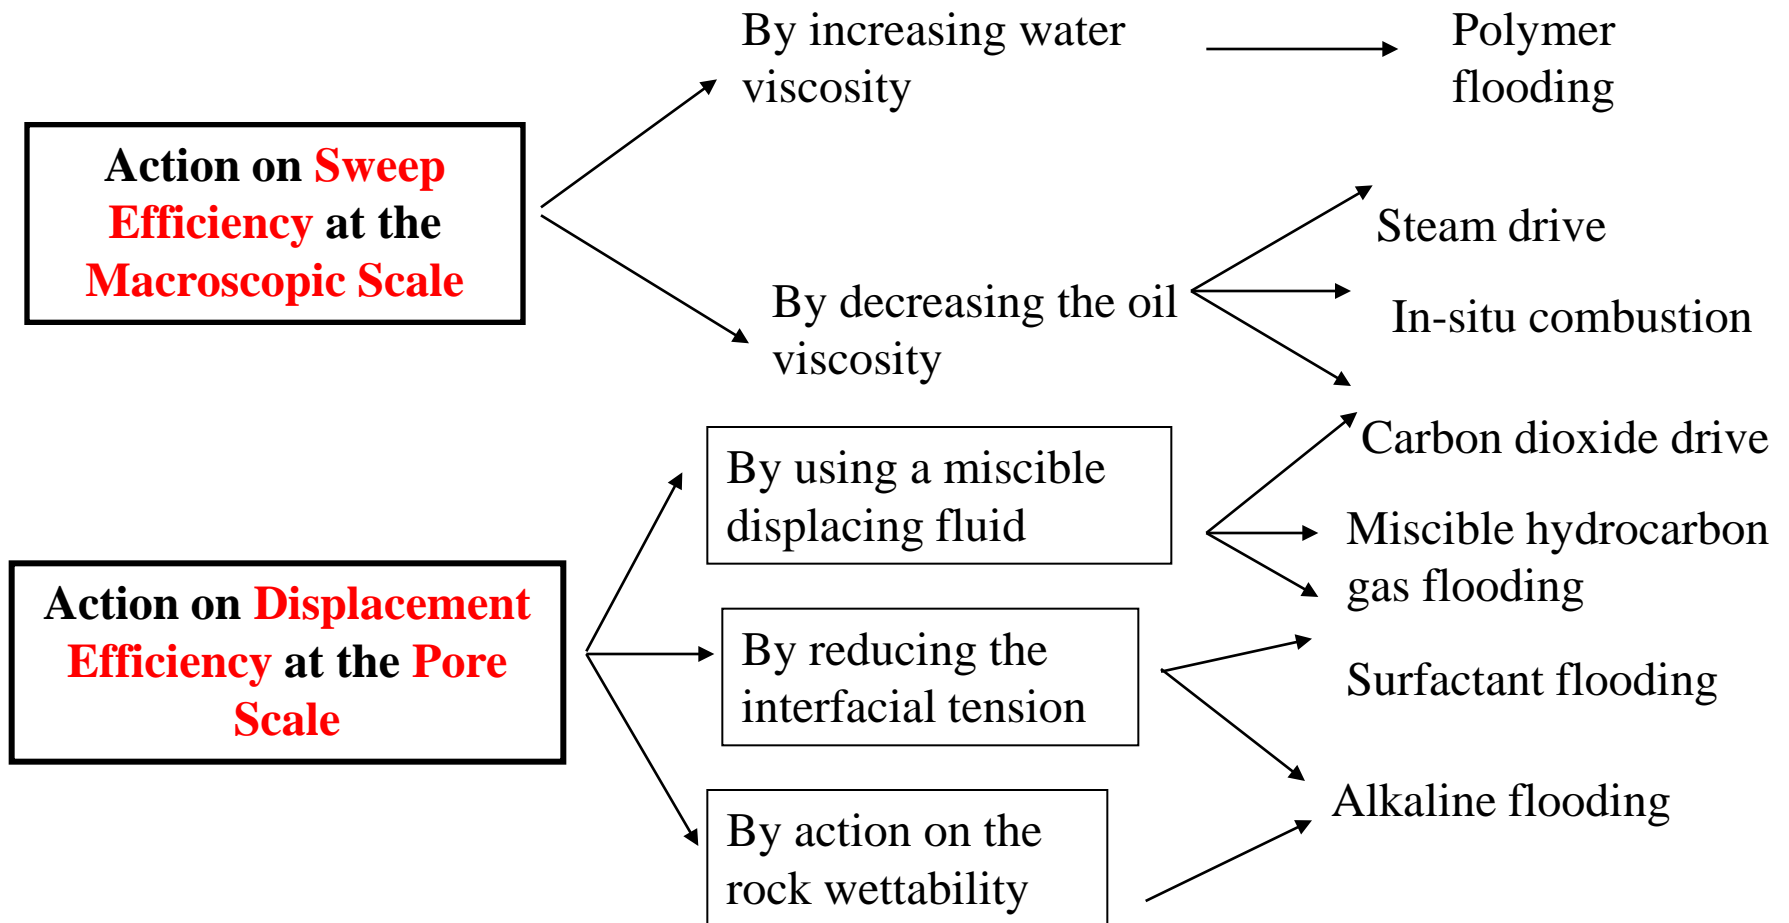 By increasing water
viscosity
Polymer
flooding
Action on Sweep
Efficiency at the
Macroscopic Scale
By decreasing the oil
viscosity
Steam drive
In-situ combustion
Carbon dioxide drive
By using a miscible
displacing fluid
Miscible hydrocarbon
gas flooding
Action on Displacement
Efficiency at the Pore
Scale
By reducing the
interfacial tension
Surfactant flooding
Alkaline flooding
By action on the
rock wettability